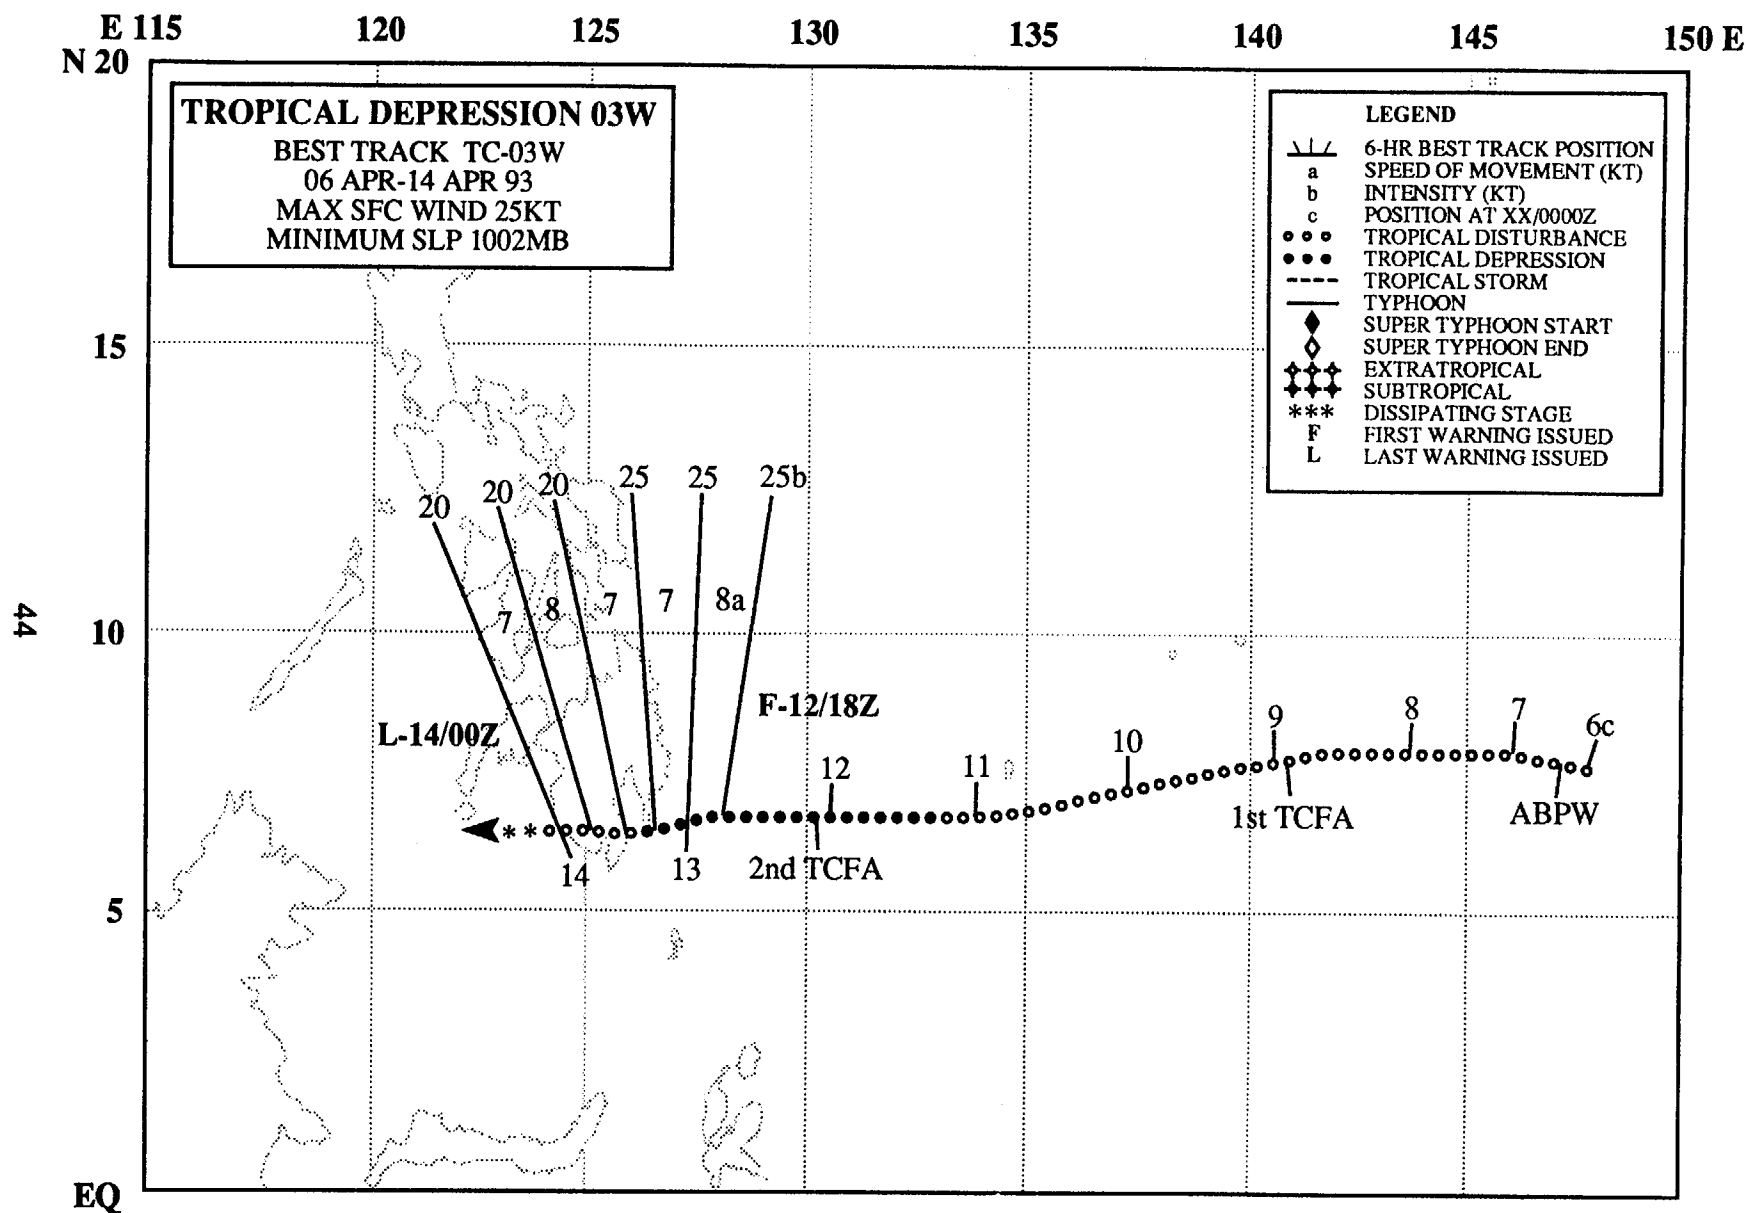 E 115 120 125 130 135 140 145 150 E
N 20
TROPICAL DEPRESSION 03W
BEST TRACK TC-03W
06 APR-14 APR 93
MAX SFC WIND 25KT
MINIMUM SLP 1002MB
LEGEND
6-HR BEST TRACK POSITION
a SPEED OF MOVEMENT (KT)
b INTENSITY (KT)
c POSITION AT XX/0000Z
TROPICAL DISTURBANCE
TROPICAL DEPRESSION
TROPICAL STORM
TYPHOON
SUPER TYPHOON START
SUPER TYPHOON END
EXTRATROPICAL
SUBTROPICAL
*** DISSIPATING STAGE
F FIRST WARNING ISSUED
L LAST WARNING ISSUED
15
20 20 20 25 25 25b
7 8 7 7 8a
44
10
L-14/00Z
F-12/18Z
12 11 10 9 8 7 6c
**
14 13 2nd TCFA 1st TCFA ABPW
5
EQ